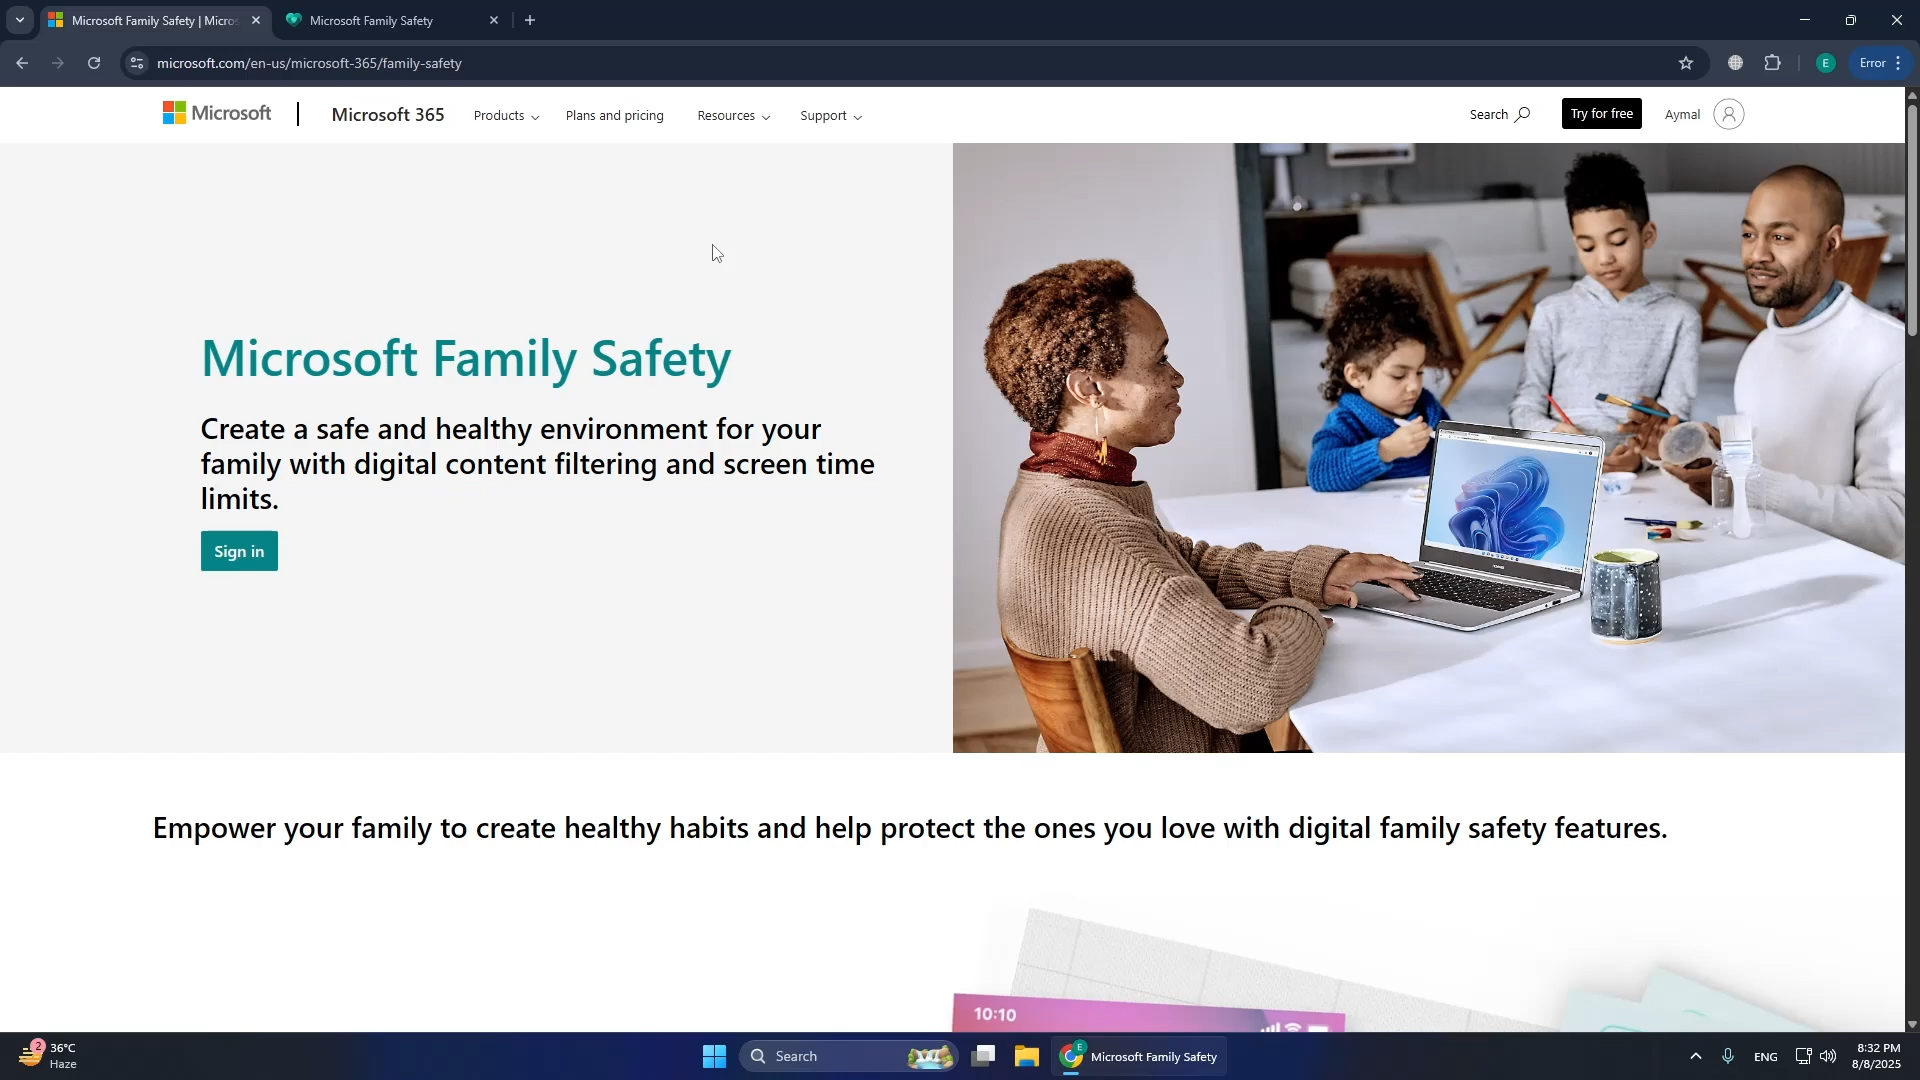 Microsoft Family Safety | Micros
Microsoft Family Safety
microsoft.com/en-us/microsoft-365/family-safety
E
Error
Microsoft
Microsoft 365
Products
Plans and pricing
Resources
Support
Search
Try for free
Aymal
Microsoft Family Safety
Create a safe and healthy environment for your
family with digital content filtering and screen time
limits.
Sign in
Empower your family to create healthy habits and help protect the ones you love with digital family safety features.
10:10
2
36°C
Haze
Search
E
Microsoft Family Safety
ENG
8:32 PM
8/8/2025